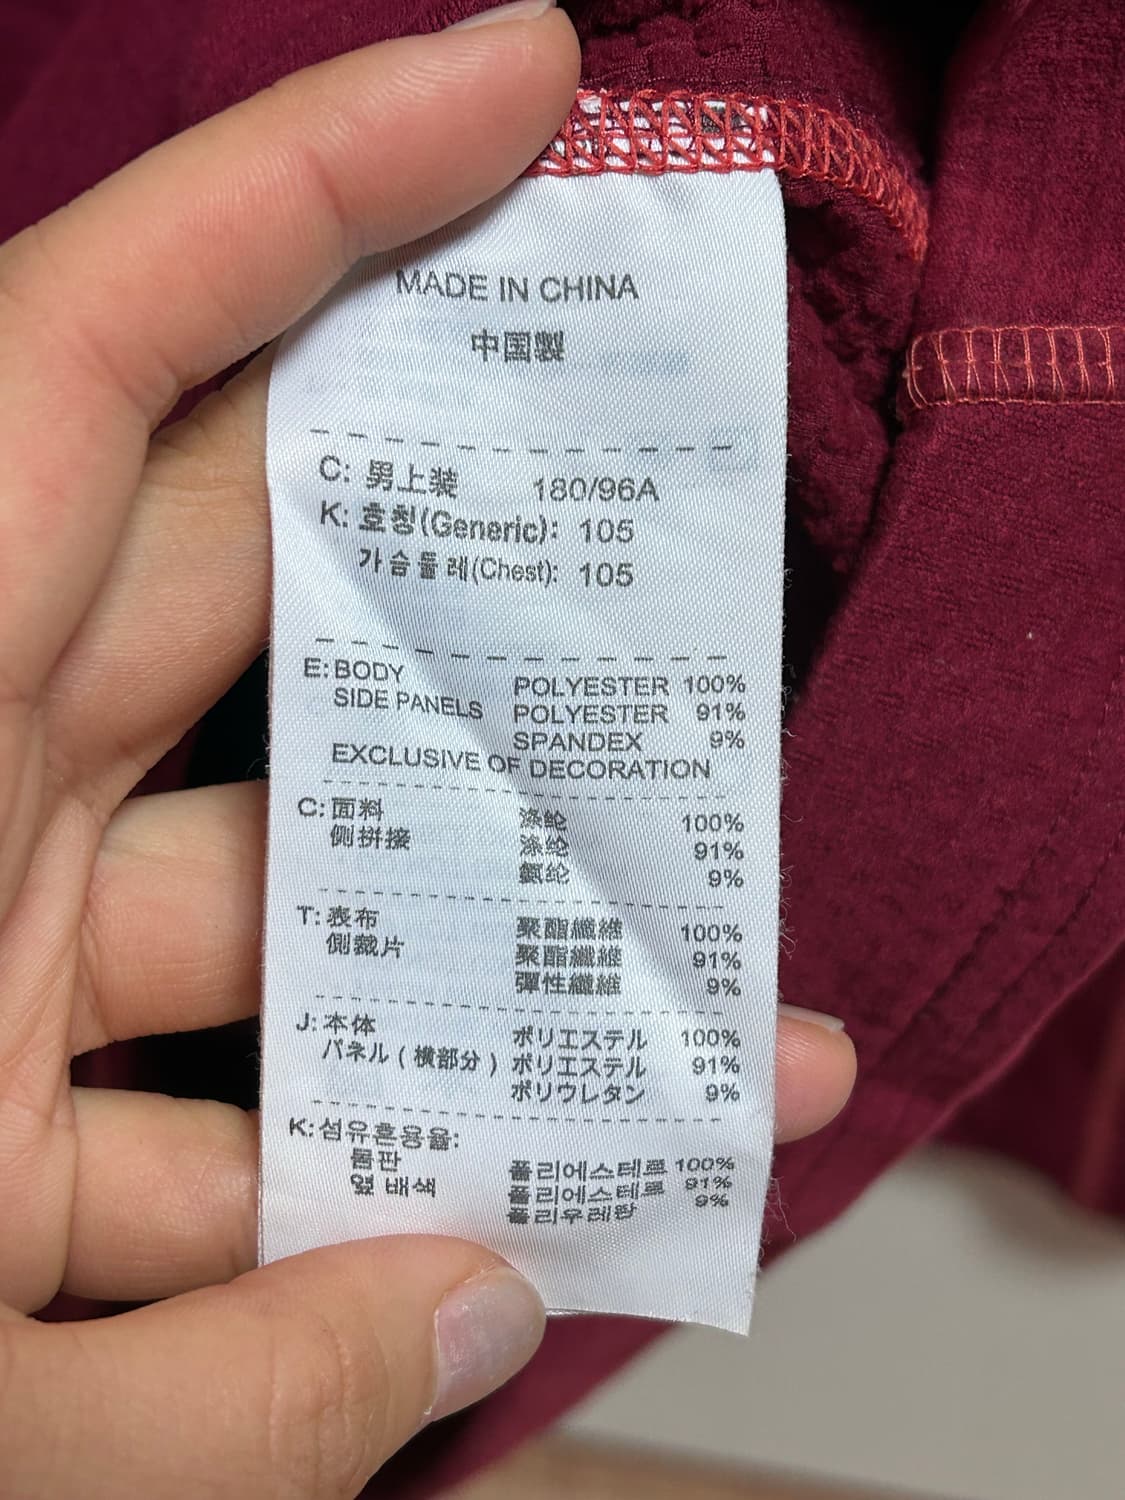 MADE IN CHINA
中国製
C: 男上装 180/96A
K: 호칭(Generic): 105
가슴둘레(Chest): 105
E: BODY POLYESTER 100%
SIDE PANELS POLYESTER 91%
SPANDEX 9%
EXCLUSIVE OF DECORATION
C: 面料 涤纶 100%
侧拼接 涤纶 91%
氨纶 9%
T: 表布 聚酯纖維 100%
側裁片 聚酯纖維 91%
彈性纖維 9%
J: 本体 ポリエステル 100%
パネル ( 横部分 ) ポリエステル 91%
ポリウレタン 9%
K: 섬유혼용율:
몸판 폴리에스테르 100%
옆 배색 폴리에스테르 91%
폴리우레탄 9%